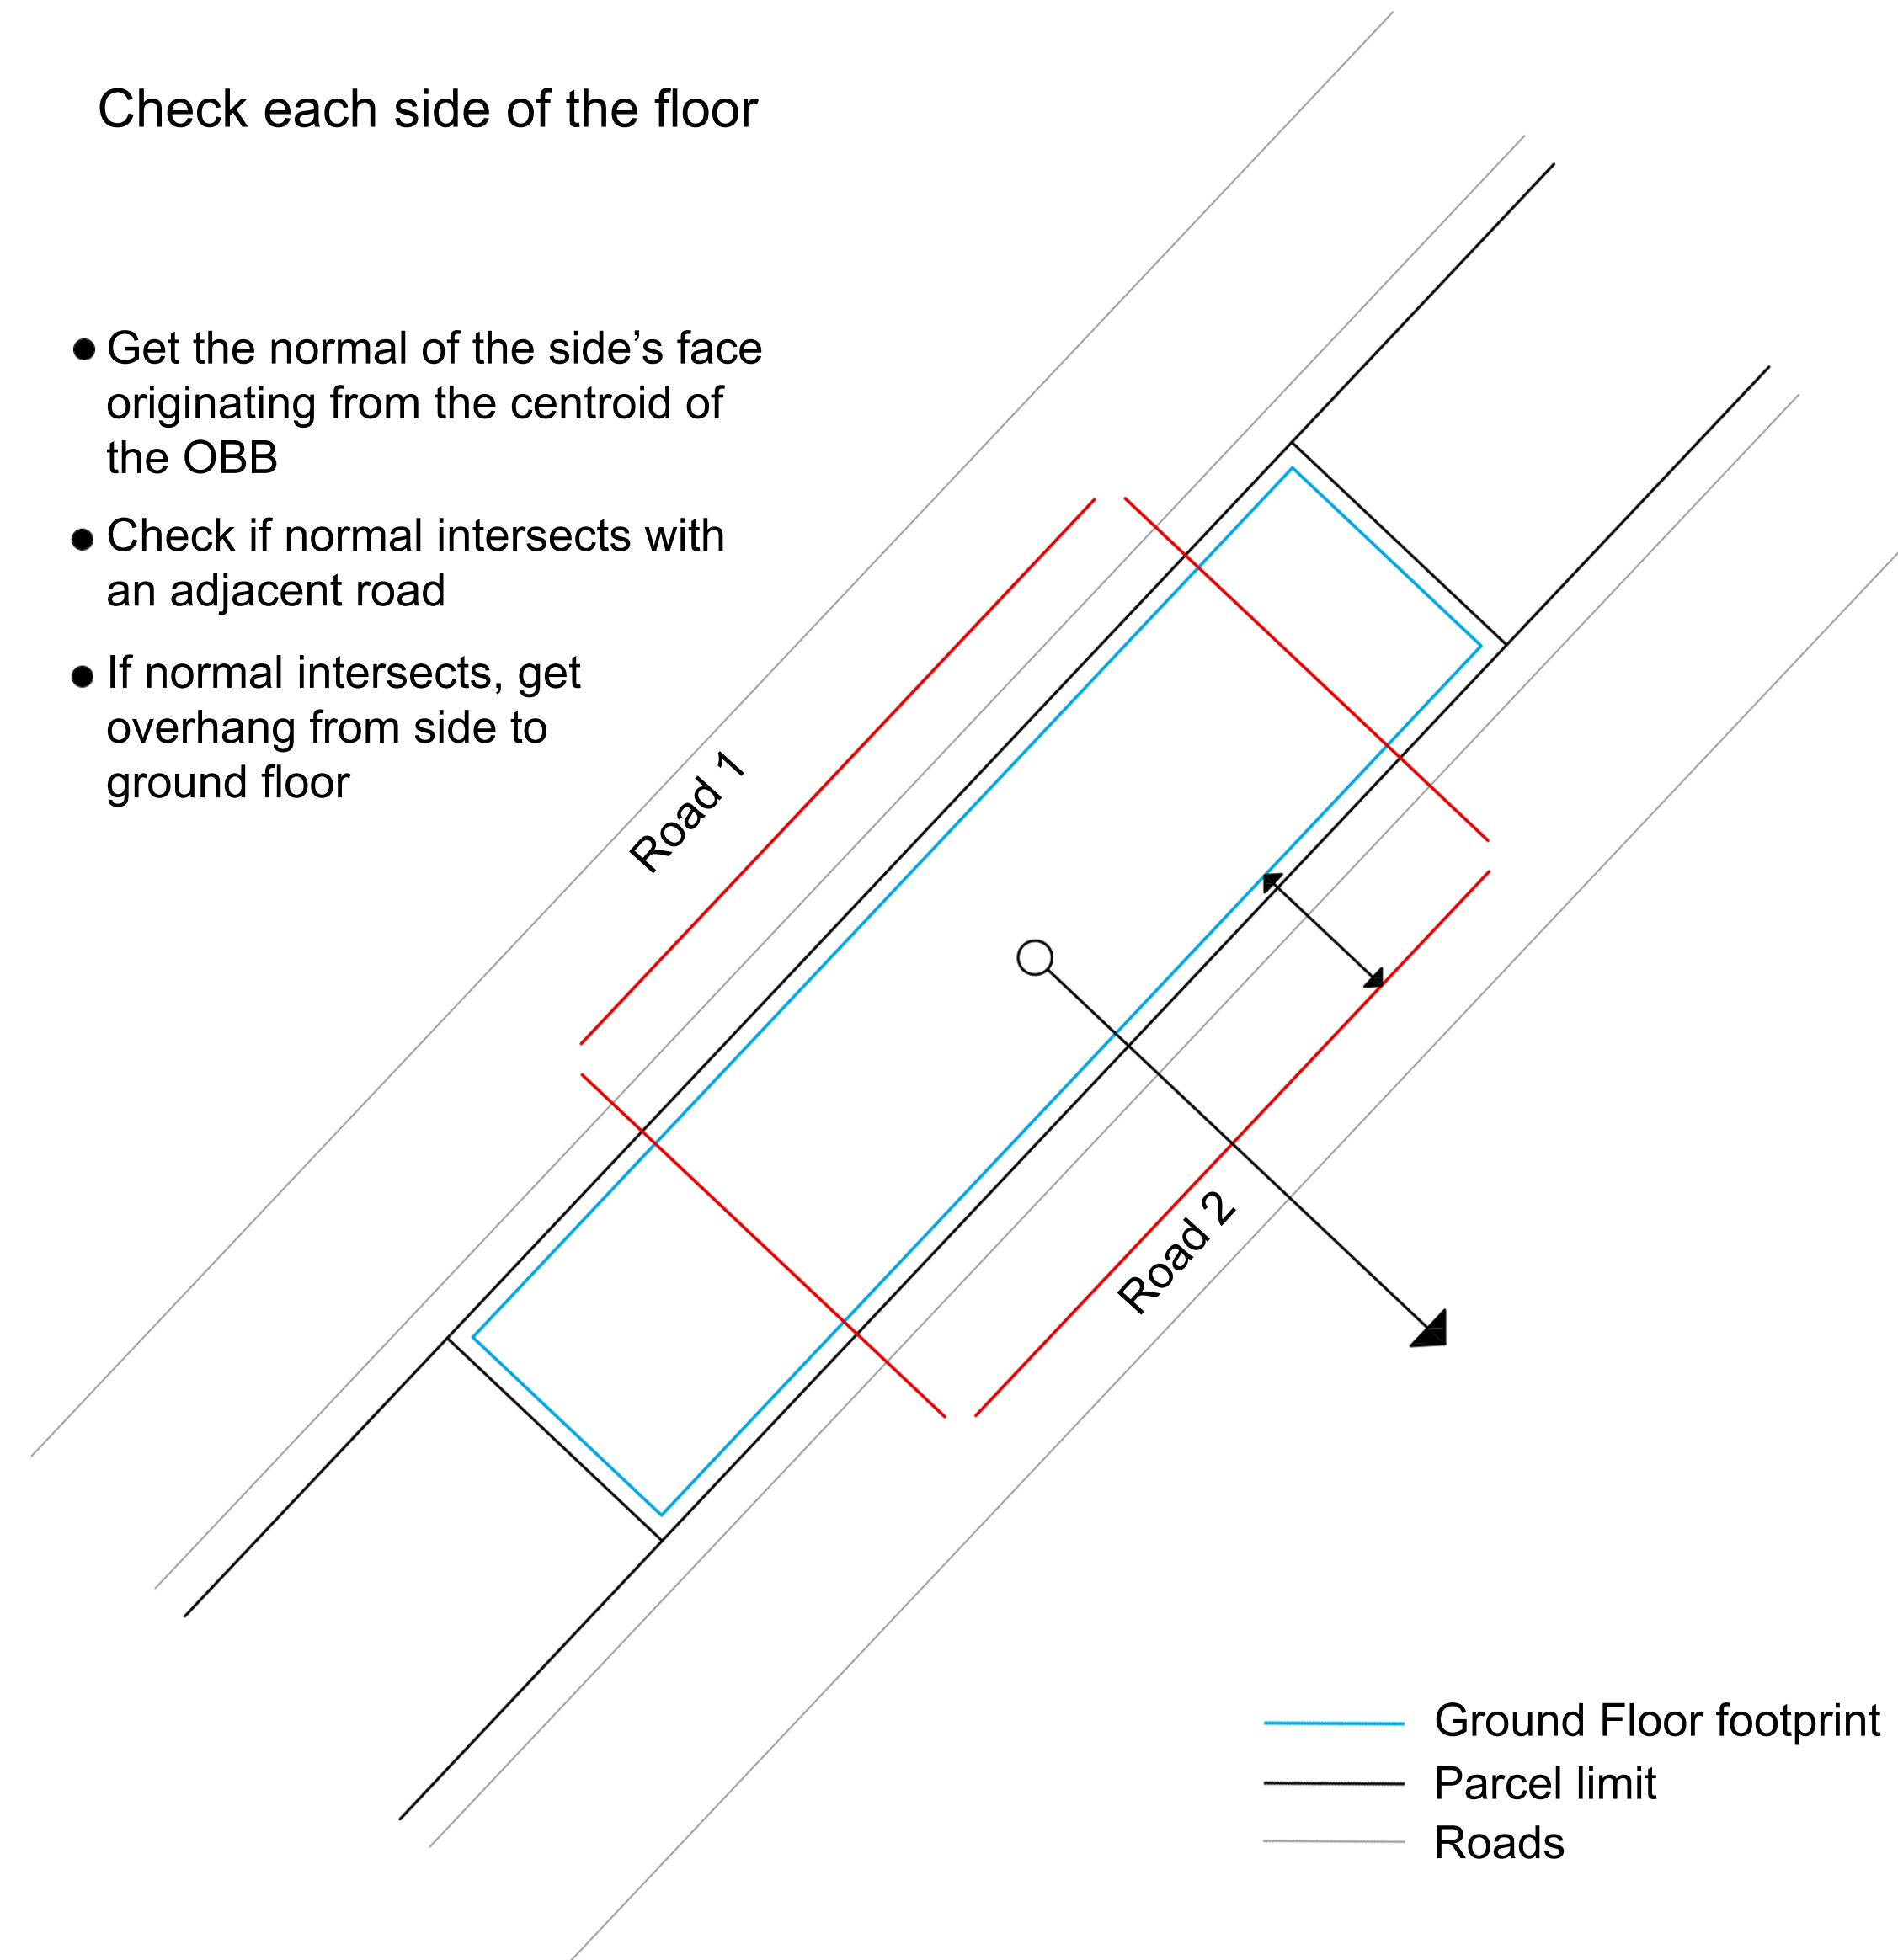 Check each side of the floor
Get the normal of the side’s face
originating from the centroid of
the OBB
Check if normal intersects with
an adjacent road
If normal intersects, get
overhang from side to
ground floor
Road 1
Road 2
Ground Floor footprint
Parcel limit
Roads